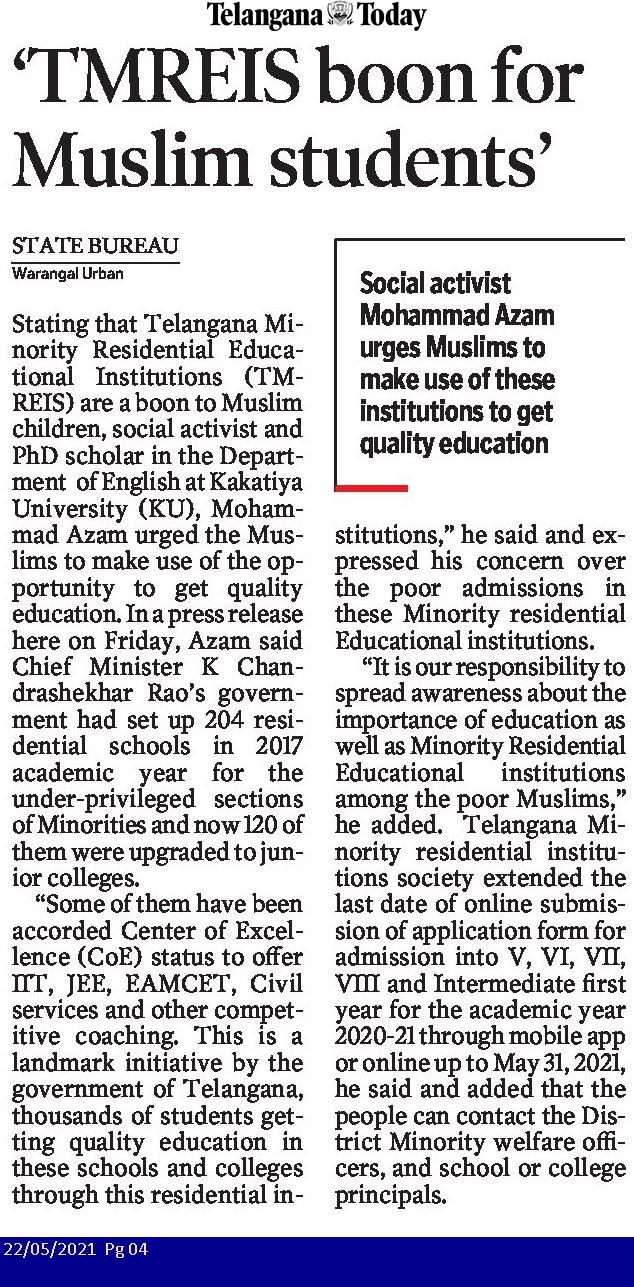 Telangana Today
‘TMREIS boon for
Muslim students’
STATE BUREAU
Warangal Urban
Stating that Telangana Mi-
nority Residential Educa-
tional Institutions (TM-
REIS) are a boon to Muslim
children, social activist and
PhD scholar in the Depart-
ment of English at Kakatiya
University (KU), Moham-
mad Azam urged the Mus-
lims to make use of the op-
portunity to get quality
education. In a press release
here on Friday, Azam said
Chief Minister K Chan-
drashekhar Rao’s govern-
ment had set up 204 resi-
dential schools in 2017
academic year for the
under-privileged sections
of Minorities and now 120 of
them were upgraded to jun-
ior colleges.
“Some of them have been
accorded Center of Excel-
lence (CoE) status to offer
IIT, JEE, EAMCET, Civil
services and other compet-
itive coaching. This is a
landmark initiative by the
government of Telangana,
thousands of students get-
ting quality education in
these schools and colleges
through this residential in-
Social activist
Mohammad Azam
urges Muslims to
make use of these
institutions to get
quality education
stitutions,” he said and ex-
pressed his concern over
the poor admissions in
these Minority residential
Educational institutions.
“It is our responsibility to
spread awareness about the
importance of education as
well as Minority Residential
Educational institutions
among the poor Muslims,”
he added. Telangana Mi-
nority residential institu-
tions society extended the
last date of online submis-
sion of application form for
admission into V, VI, VII,
VIII and Intermediate first
year for the academic year
2020-21 through mobile app
or online up to May 31, 2021,
he said and added that the
people can contact the Dis-
trict Minority welfare offi-
cers, and school or college
principals.
22/05/2021 Pg 04